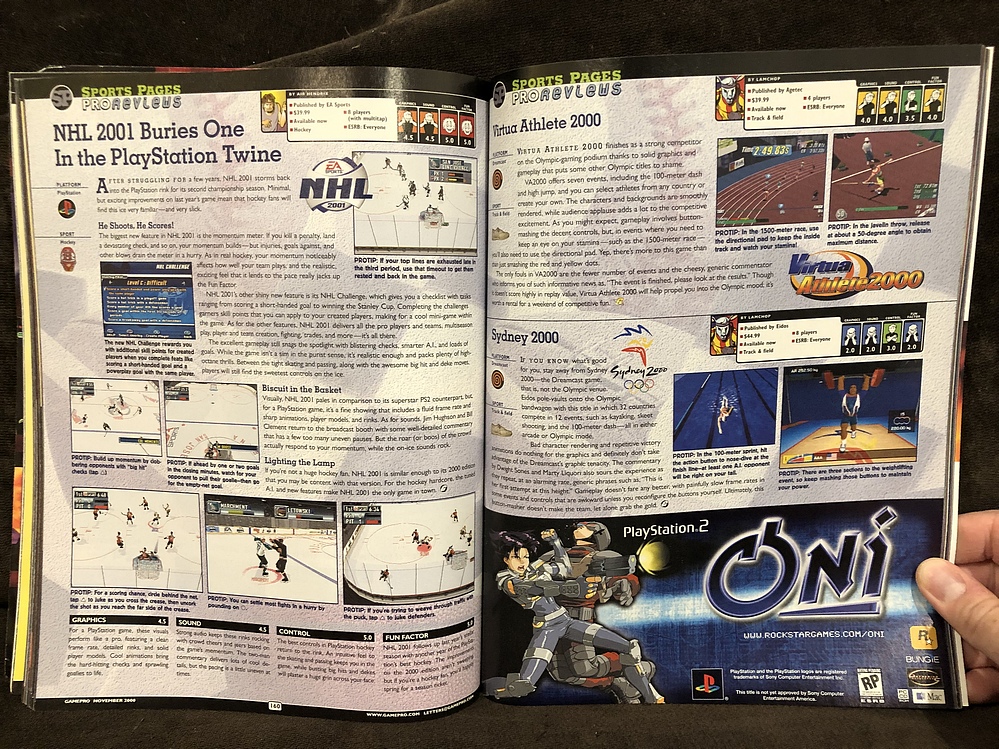 SPORTS PAGES
PROREVIEWS
BY AIR HENDRIX
Published by EA Sports
$39.99
Available now
Hockey
8 players
(with multitap)
ESRB: Everyone
GRAPHICS
SOUND
CONTROL
FUN FACTOR
4.5
4.5
5.0
5.0
NHL 2001 Buries One
In the PlayStation Twine
PLATFORM
PlayStation
SPORT
Hockey
AFTER STRUGGLING FOR a few years, NHL 2001 storms back
into the PlayStation rink for its second championship season. Minimal,
but exciting improvements on last year's game mean that hockey fans will
find this ice very familiar—and very slick.
EA SPORTS
NHL
2001
He Shoots, He Scores!
The biggest new feature in NHL 2001 is the momentum meter. If you kill a penalty, land
a devastating check, and so on, your momentum builds—but injuries, goals against, and
other blows drain the meter in a hurry. As in real hockey, your momentum noticeably
affects how well your team plays; and the realistic,
exciting feel that it lends to the pace really jacks up
the Fun Factor.
NHL 2001's other shiny new feature is its NHL Challenge, which gives you a checklist with tasks
ranging from scoring a short-handed goal to winning the Stanley Cup. Completing the challenges
garners skill points that you can apply to your created players, making for a cool mini-game within
the game. As for the other features, NHL 2001 delivers all the pro teams and players, multiseason
play, player and team creation, fighting, trades, and more—it's all there.
The excellent gameplay still snags the spotlight with blistering checks, smarter A.I., and loads of
goals. While the game isn't a sim in the purest sense, it's realistic enough and packs plenty of high-
octane thrills. Between the tight skating and passing, along with the awesome big hit and deke moves,
players will still find the sweetest controls on the ice.
NHL CHALLENGE
Level C: Difficult
The new NHL Challenge rewards you
with additional skill points for created
players when you complete feats like
scoring a short-handed goal and a
powerplay goal with the same player.
PROTIP: If your top lines are exhausted late in
the third period, use that timeout to get them
rested and back in the game.
Biscuit in the Basket
Visually, NHL 2001 pales in comparison to its superstar PS2 counterpart, but
for a PlayStation game, it's a fine showing that includes a fluid frame rate and
sharp animations, player models, and rinks. As for sounds, Jim Hughson and Bill
Clement return to the broadcast booth with some well-detailed commentary
that has a few too many uneven pauses. But the roar (or boos) of the crowd
actually respond to your momentum, while the on-ice sounds rock.
PROTIP: Build up momentum by clob-
bering opponents with "big hit"
checks (tap △).
PROTIP: If ahead by one or two goals
in the closing minutes, watch for your
opponent to pull their goalie—then go
for the empty-net goal.
Lighting the Lamp
If you're not a huge hockey fan, NHL 2001 is similar enough to its 2000 edition
that you may be content with that version. For the hockey hardcore, the new
A.I. and new features make NHL 2001 the only game in town.
MARCHMENT
LETOWSKI
PROTIP: For a scoring chance, circle behind the net,
tap △ to juke as you cross the crease, then unload
the shot as you reach the far side of the crease.
PROTIP: You can settle most fights in a hurry by
pounding on
PROTIP: If you're trying to weave through traffic with
the puck, tap △ to juke defenders.
GRAPHICS 4.5
For a PlayStation game, these visuals
perform like a pro, featuring a clear
frame rate, detailed rinks, and solid
player models. Cool animations bring
the hard-hitting checks and sprawling
goalies to life.
SOUND 4.5
Strong audio keeps these rinks rocking
with crowd cheers and jeers based on
the game's momentum. The two-man
commentary delivers lots of cool de-
tails, but the pacing is a little uneven at
times.
CONTROL 5.0
The best controls in PlayStation hockey
return to the rink. An intuitive feel to
the skating and passing keeps you in the
game, while busting big hits and dekes
will plaster a huge grin across your face.
FUN FACTOR 5.0
NHL 2001 follows up last year's
season with another year of the Play-
station's best hockey.
GAMEPRO NOVEMBER 2000
160
WWW.GAMEPRO.COM
SPORTS PAGES
PROREVIEWS
BY LAMCHOP
Published by Agetec
$39.99
Available now
Track & field
4 players
ESRB: Everyone
GRAPHICS
SOUND
CONTROL
FUN FACTOR
4.0
4.0
3.5
4.0
Virtua Athlete 2000
PLATFORM
Dreamcast
SPORT
Track & field
VIRTUA ATHLETE 2000 finishes as a strong competitor
on the Olympic-gaming podium thanks to solid graphics and
gameplay that puts some other Olympic titles to shame.
VA2000 offers seven events, including the 100-meter dash
and high jump, and you can select athletes from any country or
create your own. The characters and backgrounds are smoothly
rendered, while audience applause adds a lot to the competitive
excitement. As you might expect, gameplay involves button-
mashing the decent controls, but, in events where you need to
keep an eye on your stamina—such as the 1500-meter race—
you'll also need to use the directional pad. Yep, there's more to this game than
just smashing the red and yellow dots.
The only fouls in VA2000 are the fewer number of events and the cheesy, generic commentator
who informs you of such informative news as, "The event is finished, please look at the results." Though
it doesn't score highly in replay value, Virtua Athlete 2000 will help propel you into the Olympic mood; it's
worth a rental for a weekend of competitive fun.
Time 2'49"83
PROTIP: In the 1500-meter race, use
the directional pad to keep the inside
track and watch your stamina!
PROTIP: In the Javelin throw, release
at about a 50-degree angle to obtain
maximum distance.
Virtua
Athlete2000
BY LAMCHOP
Published by Eidos
$44.99
Available now
Track & field
8 players
ESRB: Everyone
GRAPHICS
SOUND
CONTROL
FUN FACTOR
2.0
2.0
3.0
2.0
Sydney 2000
PLATFORM
Dreamcast
SPORT
Track & field
IF YOU KNOW what's good
for you, stay away from Sydney
2000—the Dreamcast game,
that is, not the Olympic venue.
Eidos pole-vaults onto the Olympic
bandwagon with this title in which 32 countries
compete in 12 events, such as kayaking, skeet
shooting, and the 100-meter dash—all in either
arcade or Olympic mode.
Bad character rendering and repetitive victory
animations do nothing for the graphics and definitely don't take
advantage of the Dreamcast's graphic tenacity. The commentary
by Dwight Sones and Marty Liquori also sours the experience as
they repeat, at an alarming rate, generic phrases such as, "This is
her first attempt at this height." Gameplay doesn't fare any better, with painfully slow frame rates in
some events and controls that are awkward unless you reconfigure the buttons yourself. Ultimately, this
button-masher doesn't make the team, let alone grab the gold.
Sydney 2000
PROTIP: In the 100-meter sprint, hit
the action button to nose-dive at the
finish line—at least one A.I. opponent
will be right on your tail.
PROTIP: There are three sections to the weightlifting
event, so keep mashing those buttons to maintain
your power.
PlayStation 2
ONI
WWW.ROCKSTARGAMES.COM/ONI
R
BUNGIE
PlayStation and the PlayStation logos are registered
trademarks of Sony Computer Entertainment Inc.
This title is not yet approved by Sony Computer
Entertainment America.
RP
ESRB
PC CD ROM
Mac